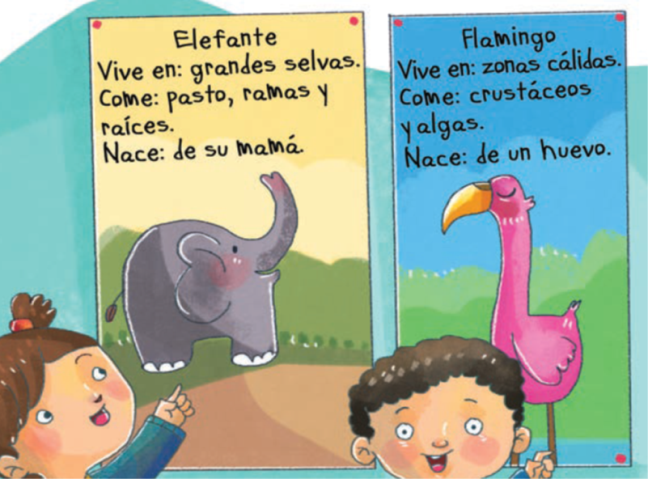 Elefante
Vive en: grandes selvas.
Come: pasto, ramas y
raíces.
Nace: de su mamá.
Flamingo
Vive en: zonas cálidas.
Come: crustáceos
y algas.
Nace: de un huevo.